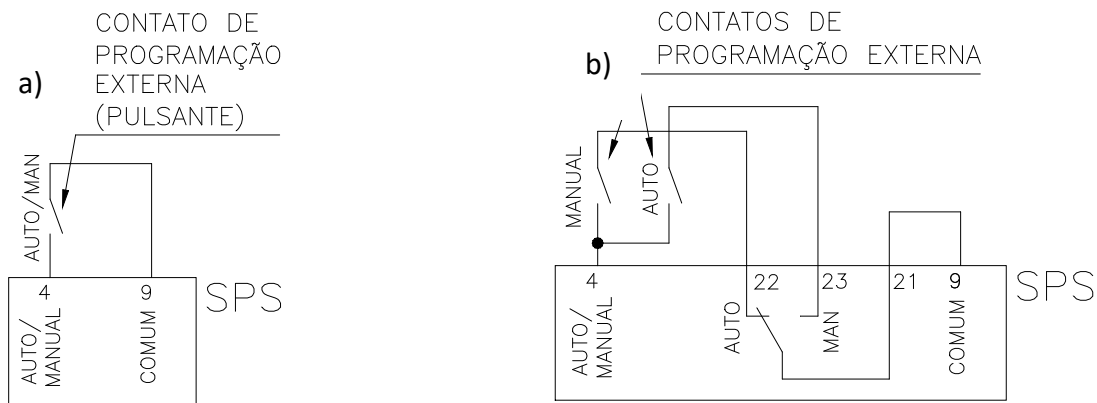 a)
CONTATO DE
PROGRAMAÇÃO
EXTERNA
(PULSANTE)
AUTO/MAN
4
9
SPS
AUTO/
MANUAL
COMUM
b)
CONTATOS DE
PROGRAMAÇÃO EXTERNA
MANUAL
AUTO
4
22
23
21
9
SPS
AUTO/
MANUAL
AUTO
MAN
COMUM